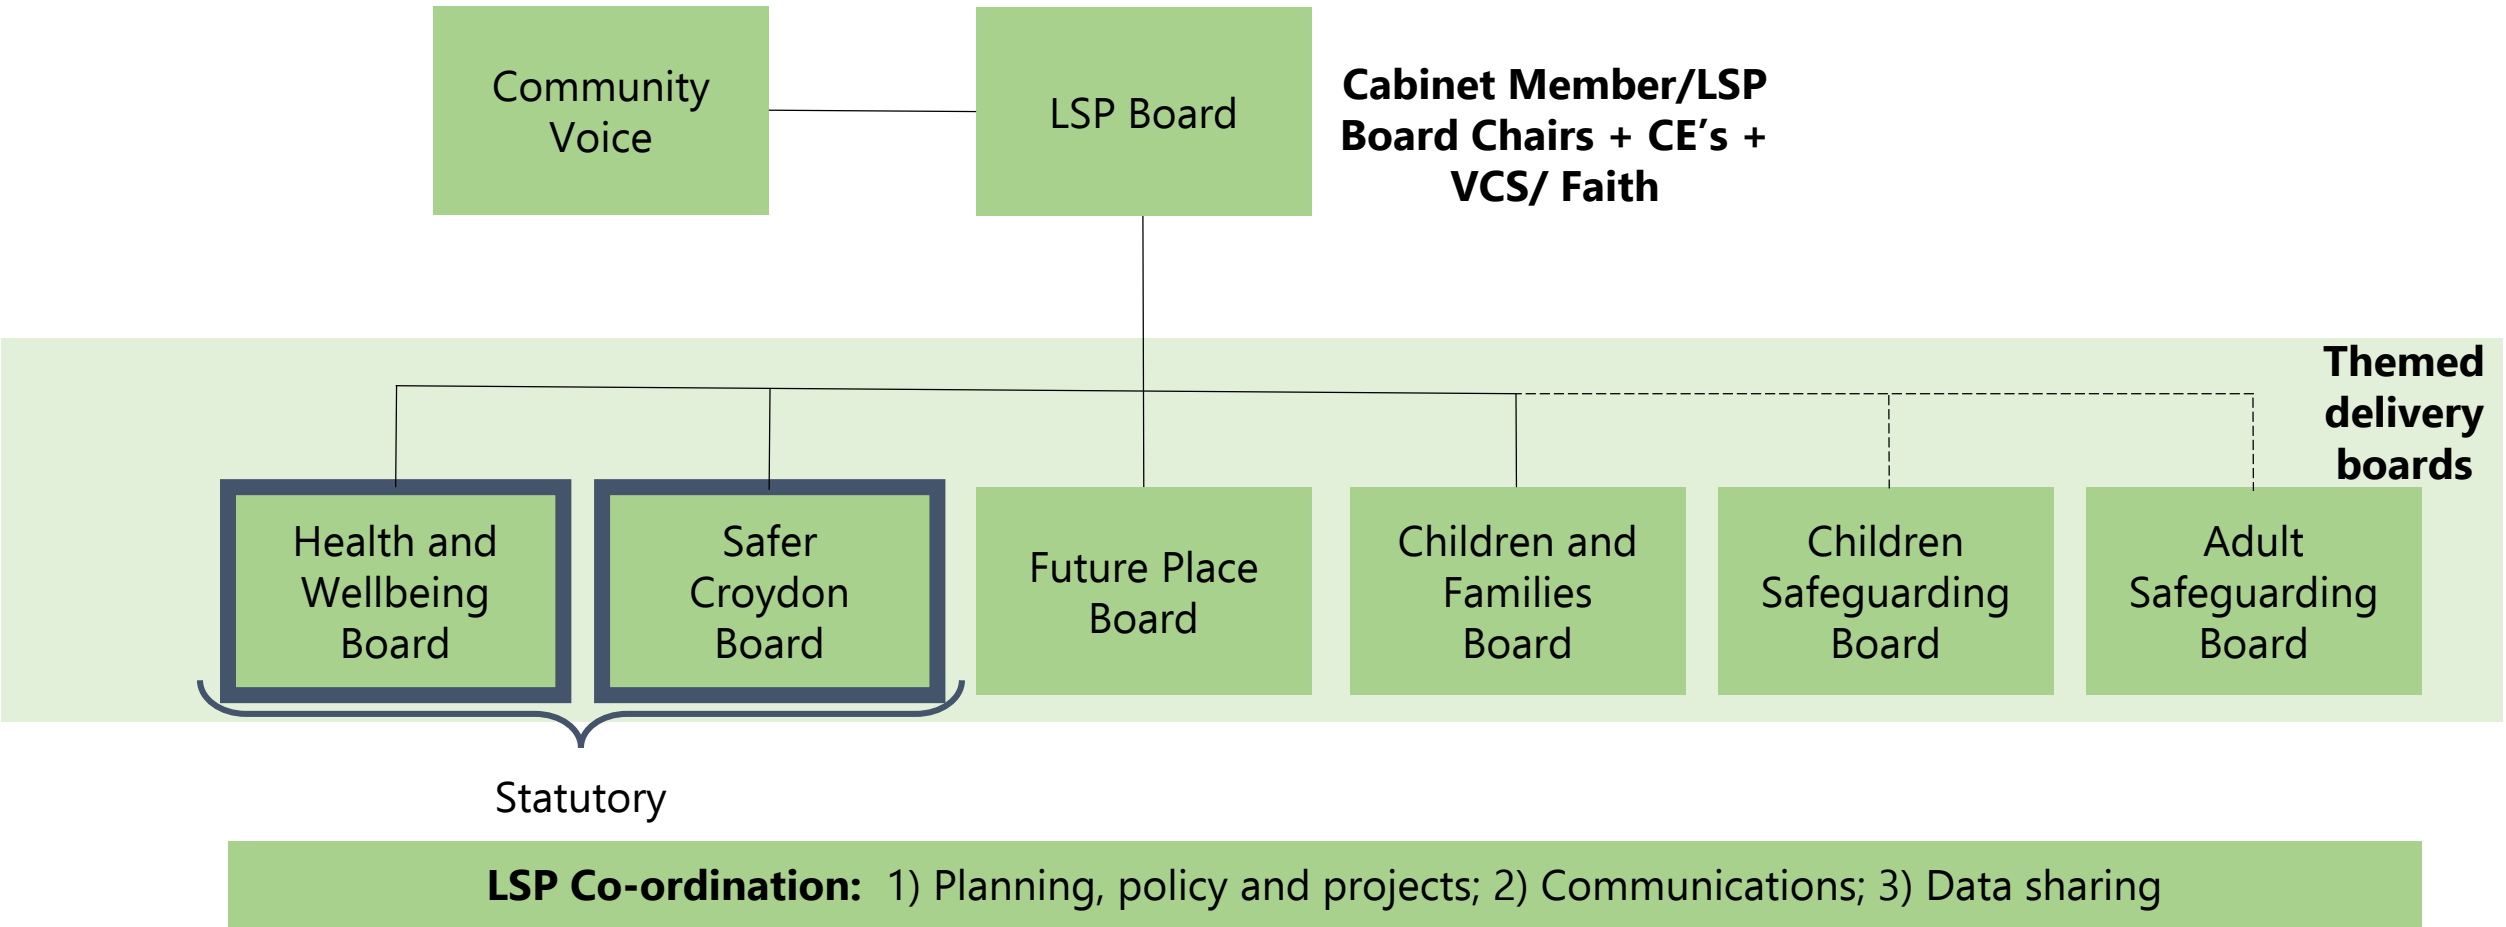 Community
Voice
LSP Board
Cabinet Member/LSP
Board Chairs + CE’s +
VCS/ Faith
Themed
delivery
boards
Health and
Wellbeing
Board
Safer
Croydon
Board
Future Place
Board
Children and
Families
Board
Children
Safeguarding
Board
Adult
Safeguarding
Board
Statutory
LSP Co-ordination: 1) Planning, policy and projects; 2) Communications; 3) Data sharing